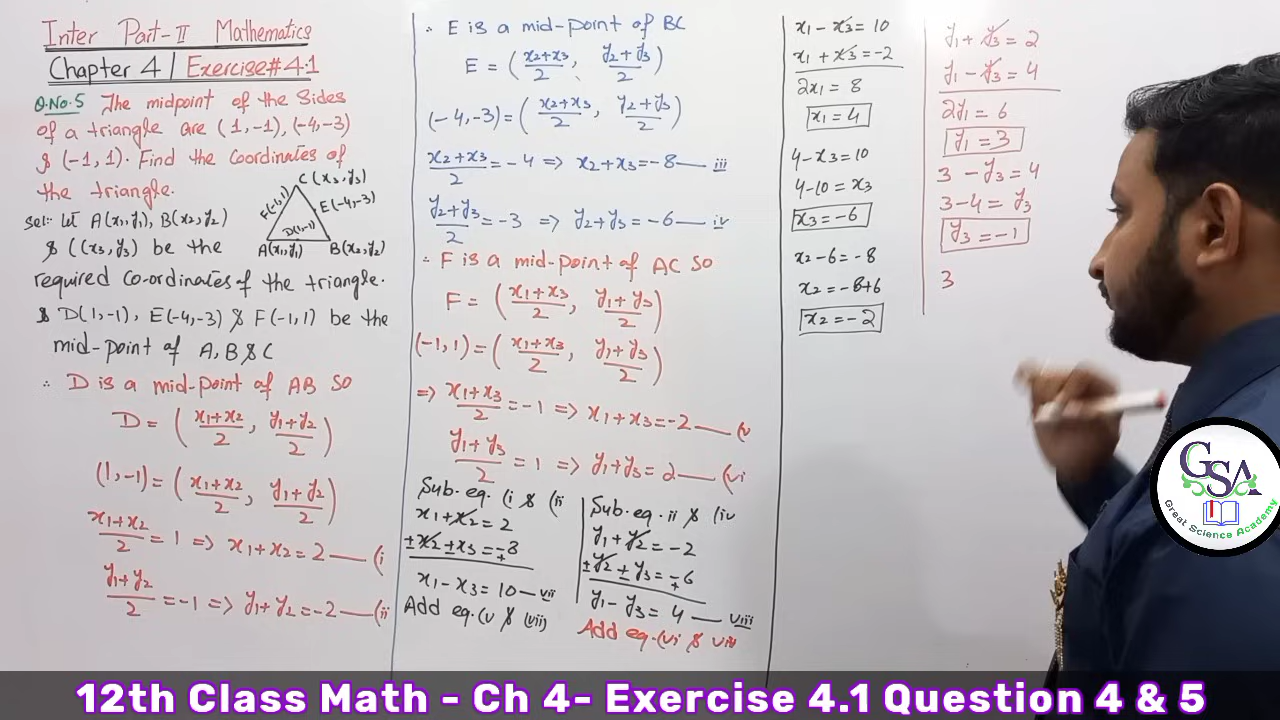 Inter Part-II Mathematics
Chapter 4 | Exercise#4.1
Q.No.5 The midpoint of the Sides
of a triangle are (1,-1), (-4,-3)
& (-1, 1). Find the Coordinates of
the triangle.
C(x3,y3)
F(-1,1)
E(-4,-3)
D(1,-1)
A(x1,y1) B(x2,y2)
Sol:- Let A(x1,y1), B(x2,y2)
& C(x3,y3) be the
required co-ordinates of the triangle.
& D(1,-1), E(-4,-3) & F(-1,1) be the
mid-point of A, B & C
∴ D is a mid-point of AB So
D = ( x1+x2/2 , y1+y2/2 )
(1,-1) = ( x1+x2/2 , y1+y2/2 )
x1+x2/2 = 1 => x1+x2 = 2 — (i
y1+y2/2 = -1 => y1+y2 = -2 — (ii
∴ E is a mid-point of BC
E = ( x2+x3/2 , y2+y3/2 )
(-4,-3) = ( x2+x3/2 , y2+y3/2 )
x2+x3/2 = -4 => x2+x3 = -8 — iii
y2+y3/2 = -3 => y2+y3 = -6 — iv
∴ F is a mid-point of AC So
F = ( x1+x3/2 , y1+y3/2 )
(-1, 1) = ( x1+x3/2 , y1+y3/2 )
=> x1+x3/2 = -1 => x1+x3 = -2 — (v
y1+y3/2 = 1 => y1+y3 = 2 — (vi
Sub. eq. (i & (ii
x1+x2 = 2
±x2±x3 = ∓8
x1-x3 = 10 — vii
Add eq.(v & (vii)
Sub. eq. ii & (iv
y1+y2 = -2
±y2±y3 = ∓6
y1-y3 = 4 — viii
Add eq.(vi & viii
x1-x3 = 10
x1+x3 = -2
2x1 = 8
x1 = 4
4-x3 = 10
4-10 = x3
x3 = -6
x2-6 = -8
x2 = -8+6
x2 = -2
y1+y3 = 2
y1-y3 = 4
2y1 = 6
y1 = 3
3-y3 = 4
3-4 = y3
y3 = -1
3
GSA
Great Science Academy
12th Class Math - Ch 4- Exercise 4.1 Question 4 & 5